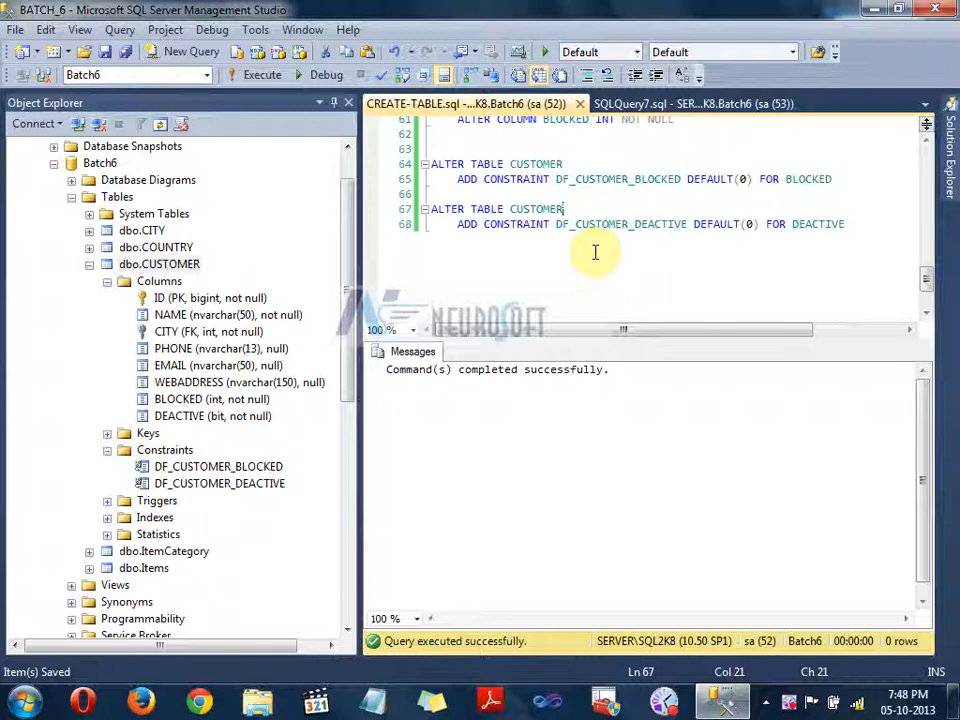 BATCH_6 - Microsoft SQL Server Management Studio
File Edit View Query Project Debug Tools Window Help
New Query Default Default
Batch6 Execute Debug
Object Explorer
Connect
Database Snapshots
Batch6
Database Diagrams
Tables
System Tables
dbo.CITY
dbo.COUNTRY
dbo.CUSTOMER
Columns
ID (PK, bigint, not null)
NAME (nvarchar(50), not null)
CITY (FK, int, not null)
PHONE (nvarchar(13), null)
EMAIL (nvarchar(50), null)
WEBADDRESS (nvarchar(150), null)
BLOCKED (int, not null)
DEACTIVE (bit, not null)
Keys
Constraints
DF_CUSTOMER_BLOCKED
DF_CUSTOMER_DEACTIVE
Triggers
Indexes
Statistics
dbo.ItemCategory
dbo.Items
Views
Synonyms
Programmability
Service Broker
CREATE-TABLE.sql -...K8.Batch6 (sa (52)) SQLQuery7.sql - SER...K8.Batch6 (sa (53))
61 ALTER COLUMN BLOCKED INT NOT NULL
62
63
64 ALTER TABLE CUSTOMER
65 ADD CONSTRAINT DF_CUSTOMER_BLOCKED DEFAULT(0) FOR BLOCKED
66
67 ALTER TABLE CUSTOMER
68 ADD CONSTRAINT DF_CUSTOMER_DEACTIVE DEFAULT(0) FOR DEACTIVE
NEUROSOFT
100 %
Messages
Command(s) completed successfully.
100 %
Query executed successfully. SERVER\SQL2K8 (10.50 SP1) sa (52) Batch6 00:00:00 0 rows
Solution Explorer
Item(s) Saved Ln 67 Col 21 Ch 21 INS
321
7:48 PM
05-10-2013